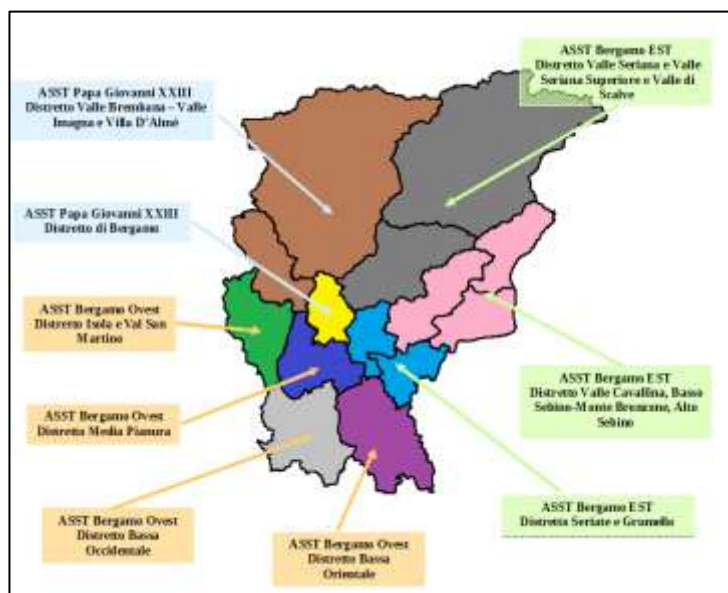 ASST Bergamo EST
Distretto Valle Seriana e Valle
Seriana Superiore e Valle di
Scalve
ASST Papa Giovanni XXIII
Distretto Valle Brembana – Valle
Imagna e Villa D'Almè
ASST Papa Giovanni XXIII
Distretto di Bergamo
ASST Bergamo Ovest
Distretto Isola e Val San
Martino
ASST Bergamo EST
Distretto Valle Cavallina, Basso
Sebino-Monte Bronzone, Alto
Sebino
ASST Bergamo Ovest
Distretto Media Pianura
ASST Bergamo EST
Distretto Seriate e Grumello
ASST Bergamo Ovest
Distretto Bassa
Occidentale
ASST Bergamo Ovest
Distretto Bassa
Orientale